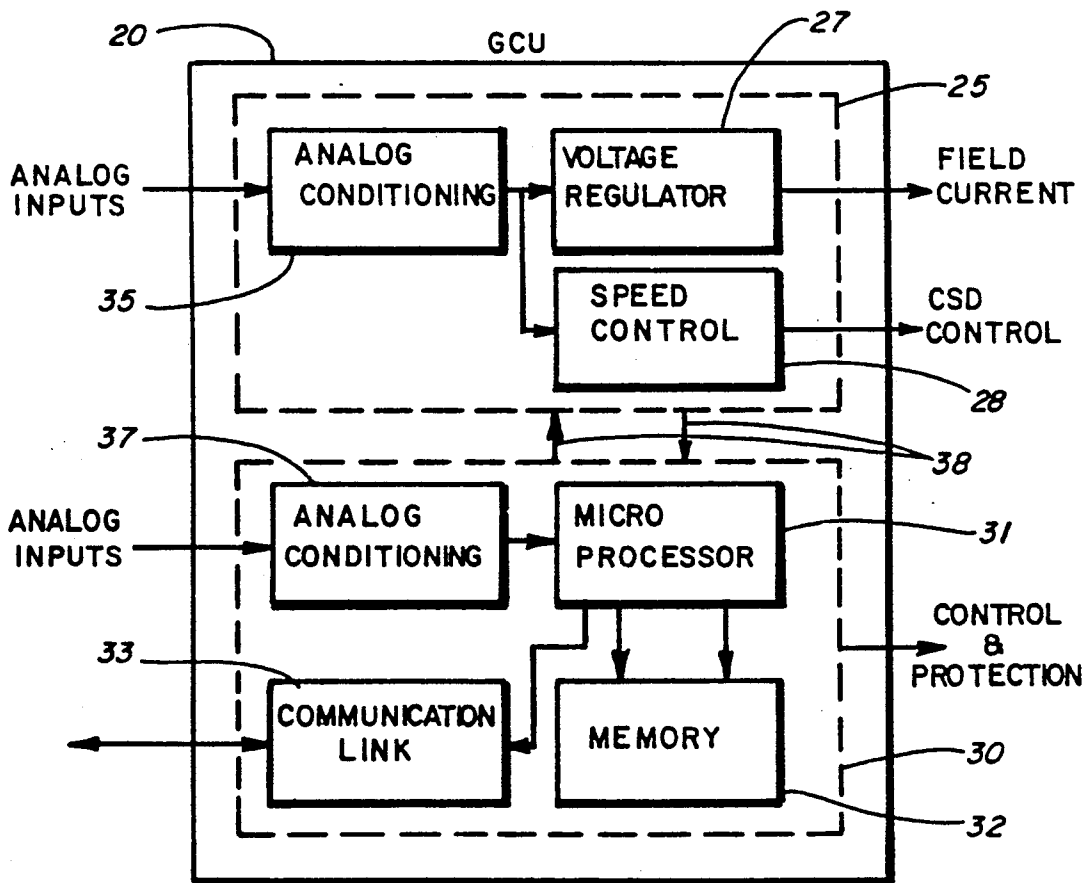 20
GCU
27
25
ANALOG
CONDITIONING
VOLTAGE
REGULATOR
ANALOG
INPUTS
FIELD
CURRENT
35
SPEED
CONTROL
CSD
CONTROL
28
37
38
ANALOG
CONDITIONING
MICRO
PROCESSOR
31
ANALOG
INPUTS
33
CONTROL
&
PROTECTION
COMMUNICATION
LINK
MEMORY
30
32